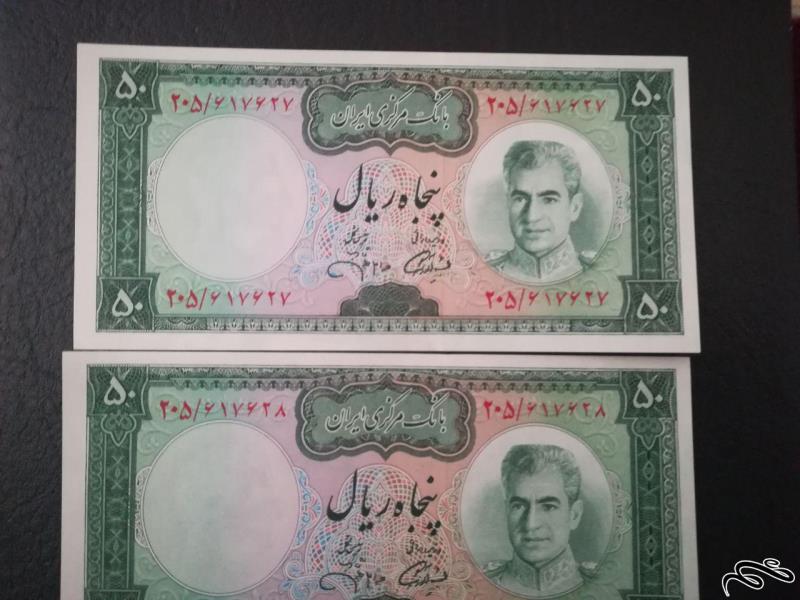 ۵۰ ۲۰۵/۶۱۷۶۲۷ بانک مرکزی ایران ۲۰۵/۶۱۷۶۲۷ ۵۰
پنجاه ریال
۵۰ ۲۰۵/۶۱۷۶۲۷ ۲۰۵/۶۱۷۶۲۷ ۵۰
۵۰ ۲۰۵/۶۱۷۶۲۸ بانک مرکزی ایران ۲۰۵/۶۱۷۶۲۸ ۵۰
پنجاه ریال